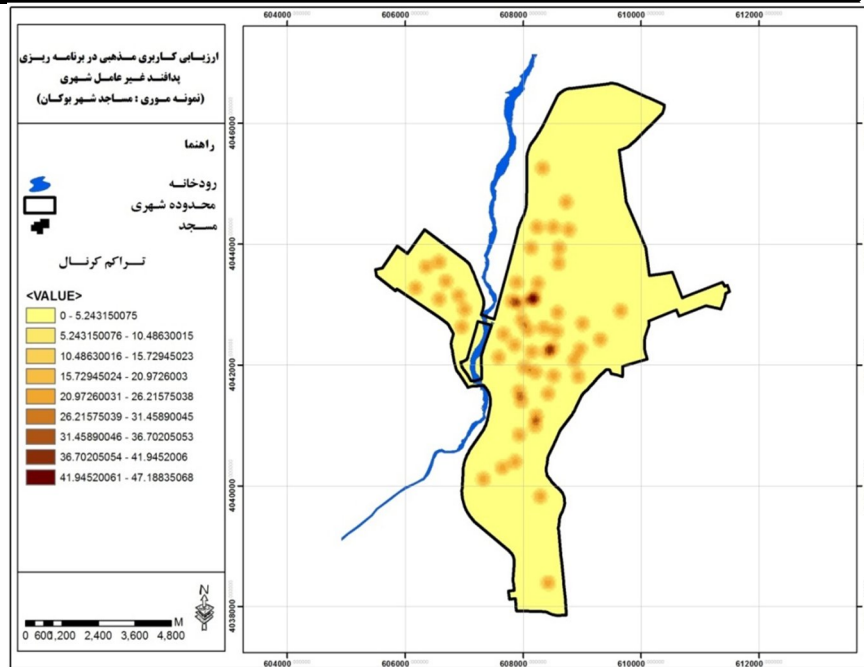 ارزیابی کاربری مذهبی در برنامه ریزی
پدافند غیر عامل شهری
(نمونه موری : مساجد شهر بوکان)
راهنما
رودخانه
محدوده شهری
مسجد
تراکم کرنال
<VALUE>
0 - 5.243150075
5.243150076 - 10.48630015
10.48630016 - 15.72945023
15.72945024 - 20.9726003
20.97260031 - 26.21575038
26.21575039 - 31.45890045
31.45890046 - 36.70205053
36.70205054 - 41.9452006
41.94520061 - 47.18835068
N
M
0 600 1,200 2,400 3,600 4,800
604000 606000 608000 610000 612000
4046000
4044000
4042000
4040000
4038000
604000 606000 608000 610000 612000